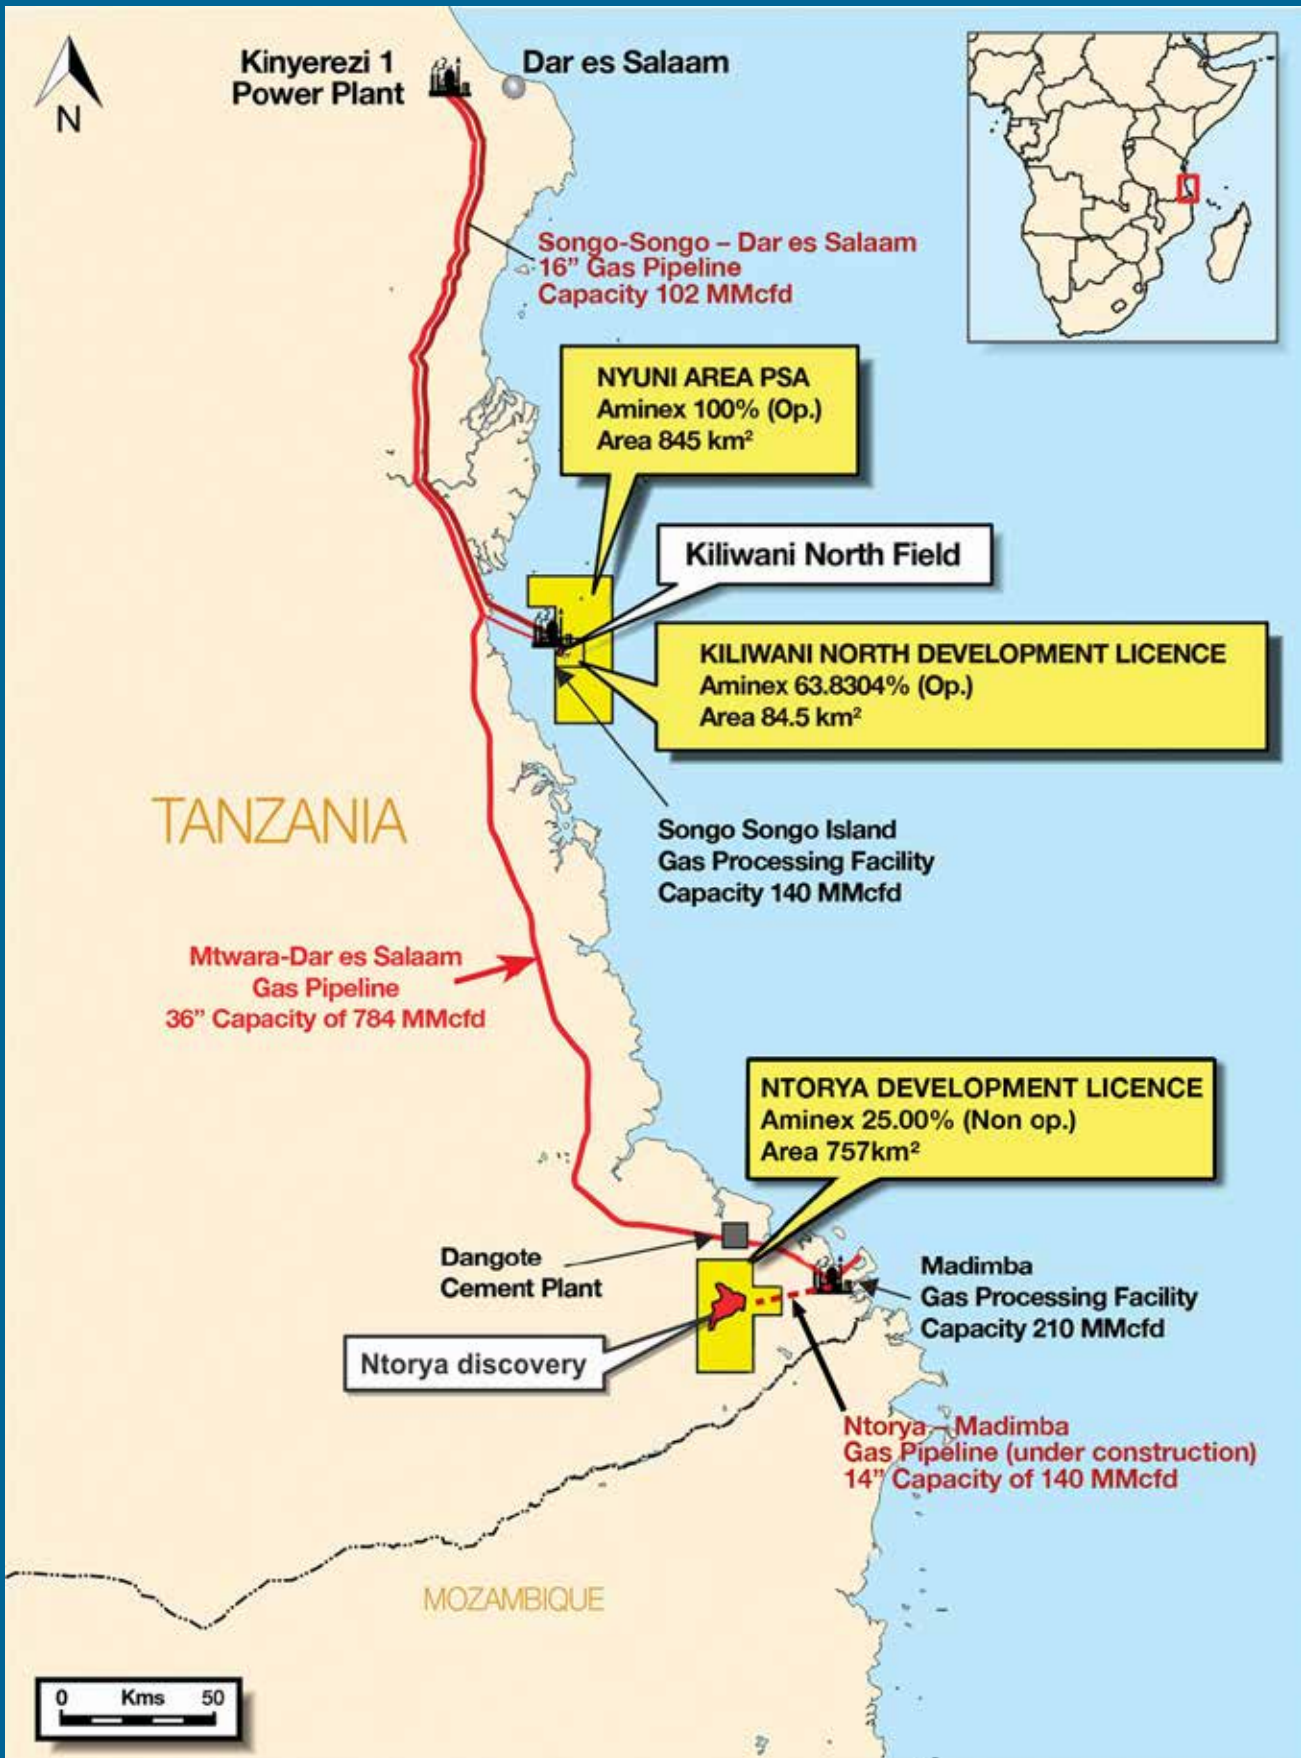 Kinyerezi 1
Power Plant
Dar es Salaam
N
Songo-Songo – Dar es Salaam
16” Gas Pipeline
Capacity 102 MMcfd
NYUNI AREA PSA
Aminex 100% (Op.)
Area 845 km²
Kiliwani North Field
KILIWANI NORTH DEVELOPMENT LICENCE
Aminex 63.8304% (Op.)
Area 84.5 km²
TANZANIA
Songo Songo Island
Gas Processing Facility
Capacity 140 MMcfd
Mtwara-Dar es Salaam
Gas Pipeline
36” Capacity of 784 MMcfd
NTORYA DEVELOPMENT LICENCE
Aminex 25.00% (Non op.)
Area 757km²
Dangote
Cement Plant
Madimba
Gas Processing Facility
Capacity 210 MMcfd
Ntorya discovery
Ntorya – Madimba
Gas Pipeline (under construction)
14” Capacity of 140 MMcfd
MOZAMBIQUE
0 Kms 50